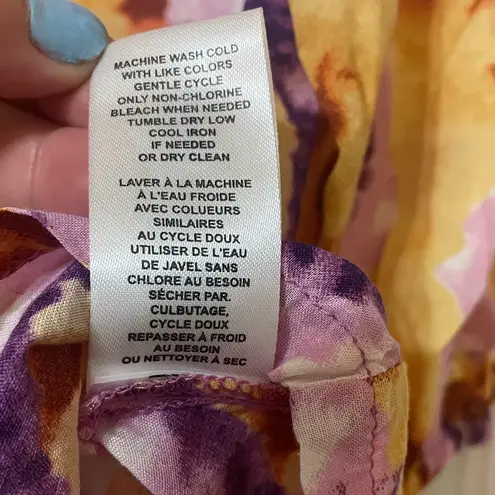 MACHINE WASH COLD
WITH LIKE COLORS
GENTLE CYCLE
ONLY NON-CHLORINE
BLEACH WHEN NEEDED
TUMBLE DRY LOW
COOL IRON
IF NEEDED
OR DRY CLEAN
LAVER À LA MACHINE
À L'EAU FROIDE
AVEC COLUEURS
SIMILAIRES
AU CYCLE DOUX
UTILISER DE L'EAU
DE JAVEL SANS
CHLORE AU BESOIN
SÉCHER PAR.
CULBUTAGE,
CYCLE DOUX
REPASSER À FROID
AU BESOIN
OU NETTOYER À SEC